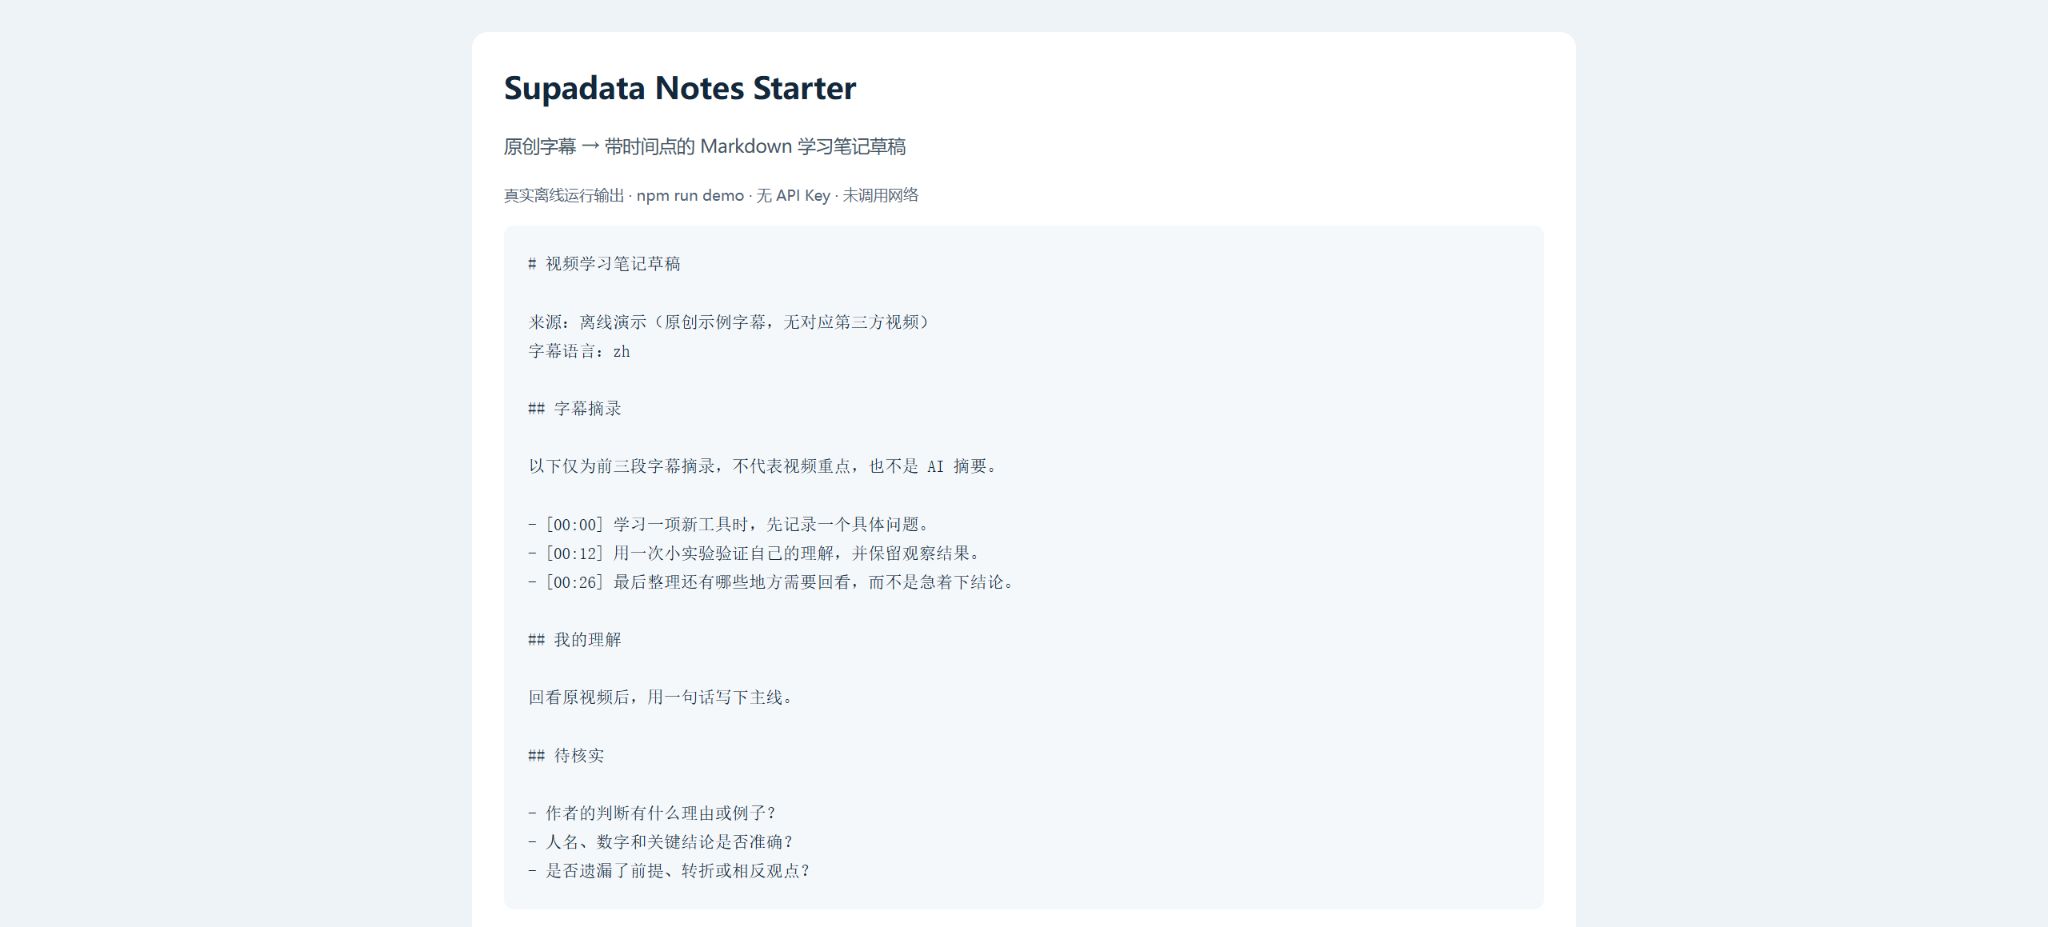 Supadata Notes Starter
原创字幕 → 带时间点的 Markdown 学习笔记草稿
真实离线运行输出 · npm run demo · 无 API Key · 未调用网络
# 视频学习笔记草稿
来源：离线演示（原创示例字幕，无对应第三方视频）
字幕语言：zh
## 字幕摘录
以下仅为前三段字幕摘录，不代表视频重点，也不是 AI 摘要。
- [00:00] 学习一项新工具时，先记录一个具体问题。
- [00:12] 用一次小实验验证自己的理解，并保留观察结果。
- [00:26] 最后整理还有哪些地方需要回看，而不是急着下结论。
## 我的理解
回看原视频后，用一句话写下主线。
## 待核实
- 作者的判断有什么理由或例子？
- 人名、数字和关键结论是否准确？
- 是否遗漏了前提、转折或相反观点？